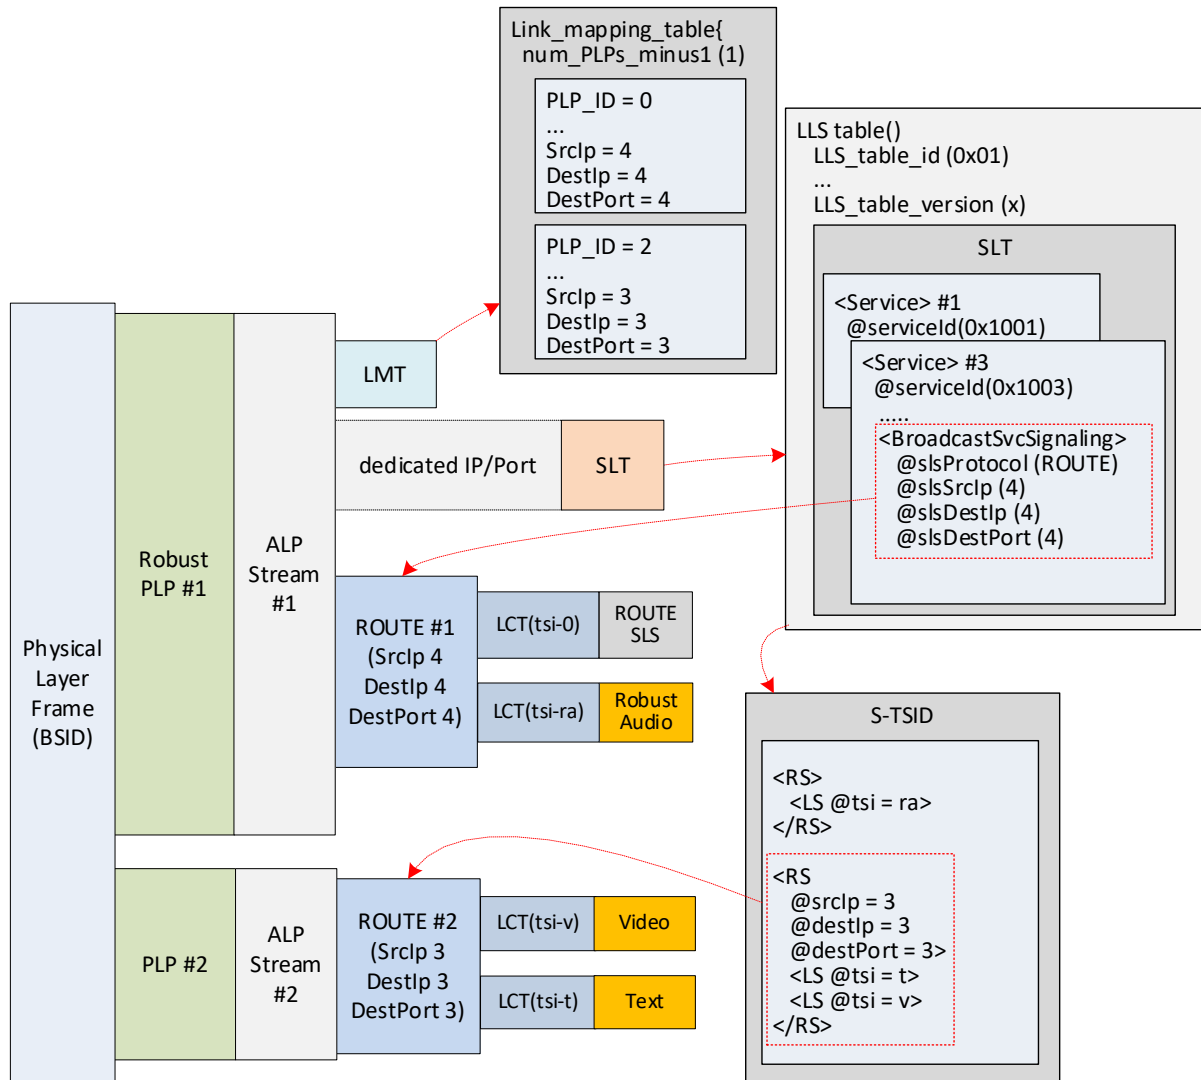 Link_mapping_table{
num_PLPs_minus1 (1)
PLP_ID = 0
...
SrcIp = 4
DestIp = 4
DestPort = 4
PLP_ID = 2
...
SrcIp = 3
DestIp = 3
DestPort = 3
LLS table()
LLS_table_id (0x01)
...
LLS_table_version (x)
SLT
<Service> #1
@serviceId(0x1001)
<Service> #3
@serviceId(0x1003)
.....
<BroadcastSvcSignaling>
@slsProtocol (ROUTE)
@slsSrcIp (4)
@slsDestIp (4)
@slsDestPort (4)
Physical
Layer
Frame
(BSID)
Robust
PLP #1
ALP
Stream
#1
LMT
dedicated IP/Port
SLT
ROUTE #1
(SrcIp 4
DestIp 4
DestPort 4)
LCT(tsi-0)
ROUTE
SLS
LCT(tsi-ra)
Robust
Audio
PLP #2
ALP
Stream
#2
ROUTE #2
(SrcIp 3
DestIp 3
DestPort 3)
LCT(tsi-v)
Video
LCT(tsi-t)
Text
S-TSID
<RS>
<LS @tsi = ra>
</RS>
<RS
@srcIp = 3
@destIp = 3
@destPort = 3>
<LS @tsi = t>
<LS @tsi = v>
</RS>